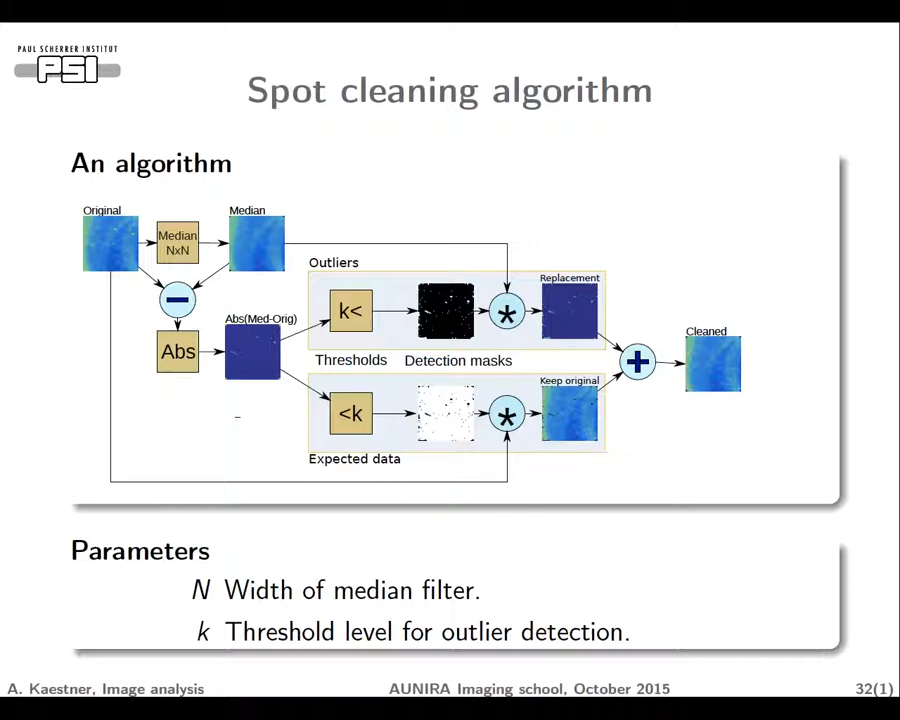 PAUL SCHERRER INSTITUT
PSI
Spot cleaning algorithm
An algorithm
Original
Median
Median
NxN
Outliers
Replacement
k<
Abs(Med-Orig)
Abs
Thresholds
Detection masks
Cleaned
Keep original
<k
Expected data
Parameters
N Width of median filter.
k Threshold level for outlier detection.
A. Kaestner, Image analysis
AUNIRA Imaging school, October 2015
32(1)